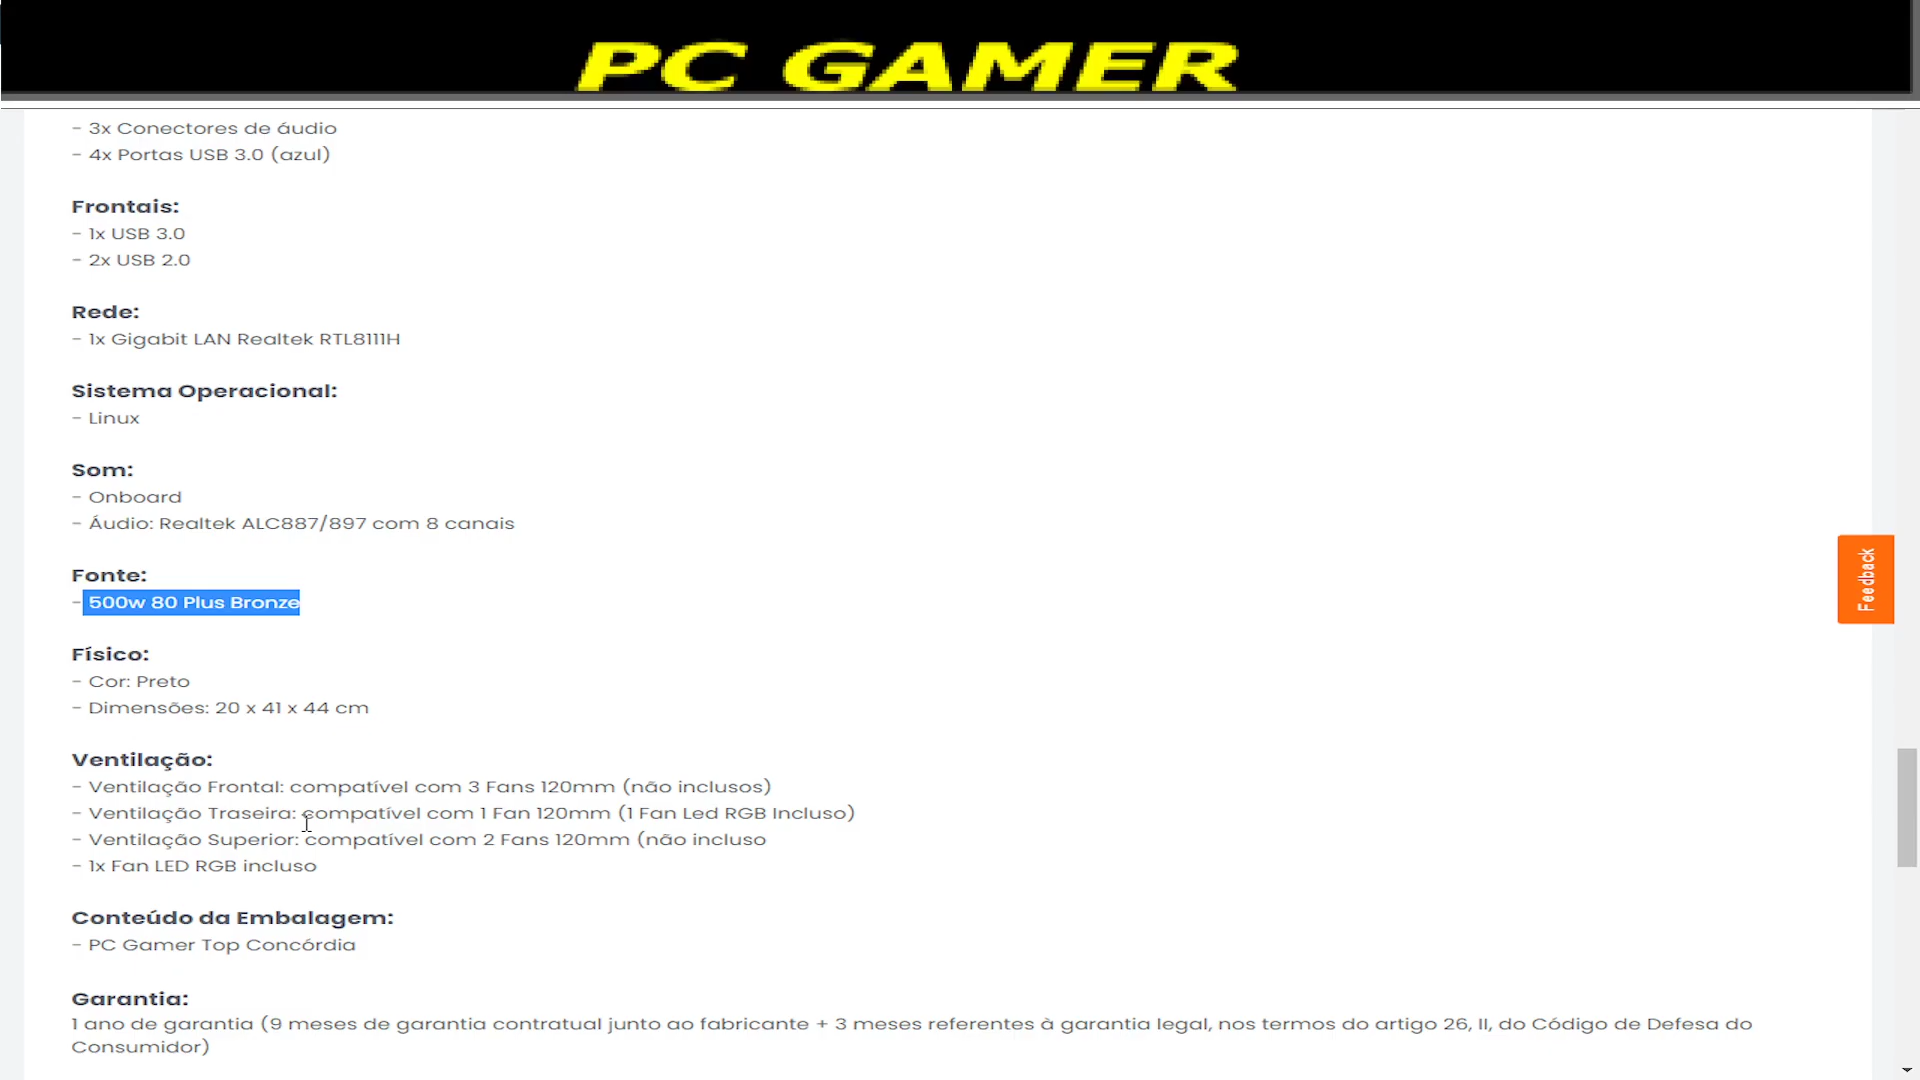 PC GAMER
- 3x Conectores de áudio
- 4x Portas USB 3.0 (azul)
Frontais:
- 1x USB 3.0
- 2x USB 2.0
Rede:
- 1x Gigabit LAN Realtek RTL8111H
Sistema Operacional:
- Linux
Som:
- Onboard
- Áudio: Realtek ALC887/897 com 8 canais
Feedback
Fonte:
- 500w 80 Plus Bronze
Físico:
- Cor: Preto
- Dimensões: 20 x 41 x 44 cm
Ventilação:
- Ventilação Frontal: compatível com 3 Fans 120mm (não inclusos)
- Ventilação Traseira: compatível com 1 Fan 120mm (1 Fan Led RGB Incluso)
- Ventilação Superior: compatível com 2 Fans 120mm (não incluso
- 1x Fan LED RGB incluso
Conteúdo da Embalagem:
- PC Gamer Top Concórdia
Garantia:
1 ano de garantia (9 meses de garantia contratual junto ao fabricante + 3 meses referentes à garantia legal, nos termos do artigo 26, II, do Código de Defesa do
Consumidor)